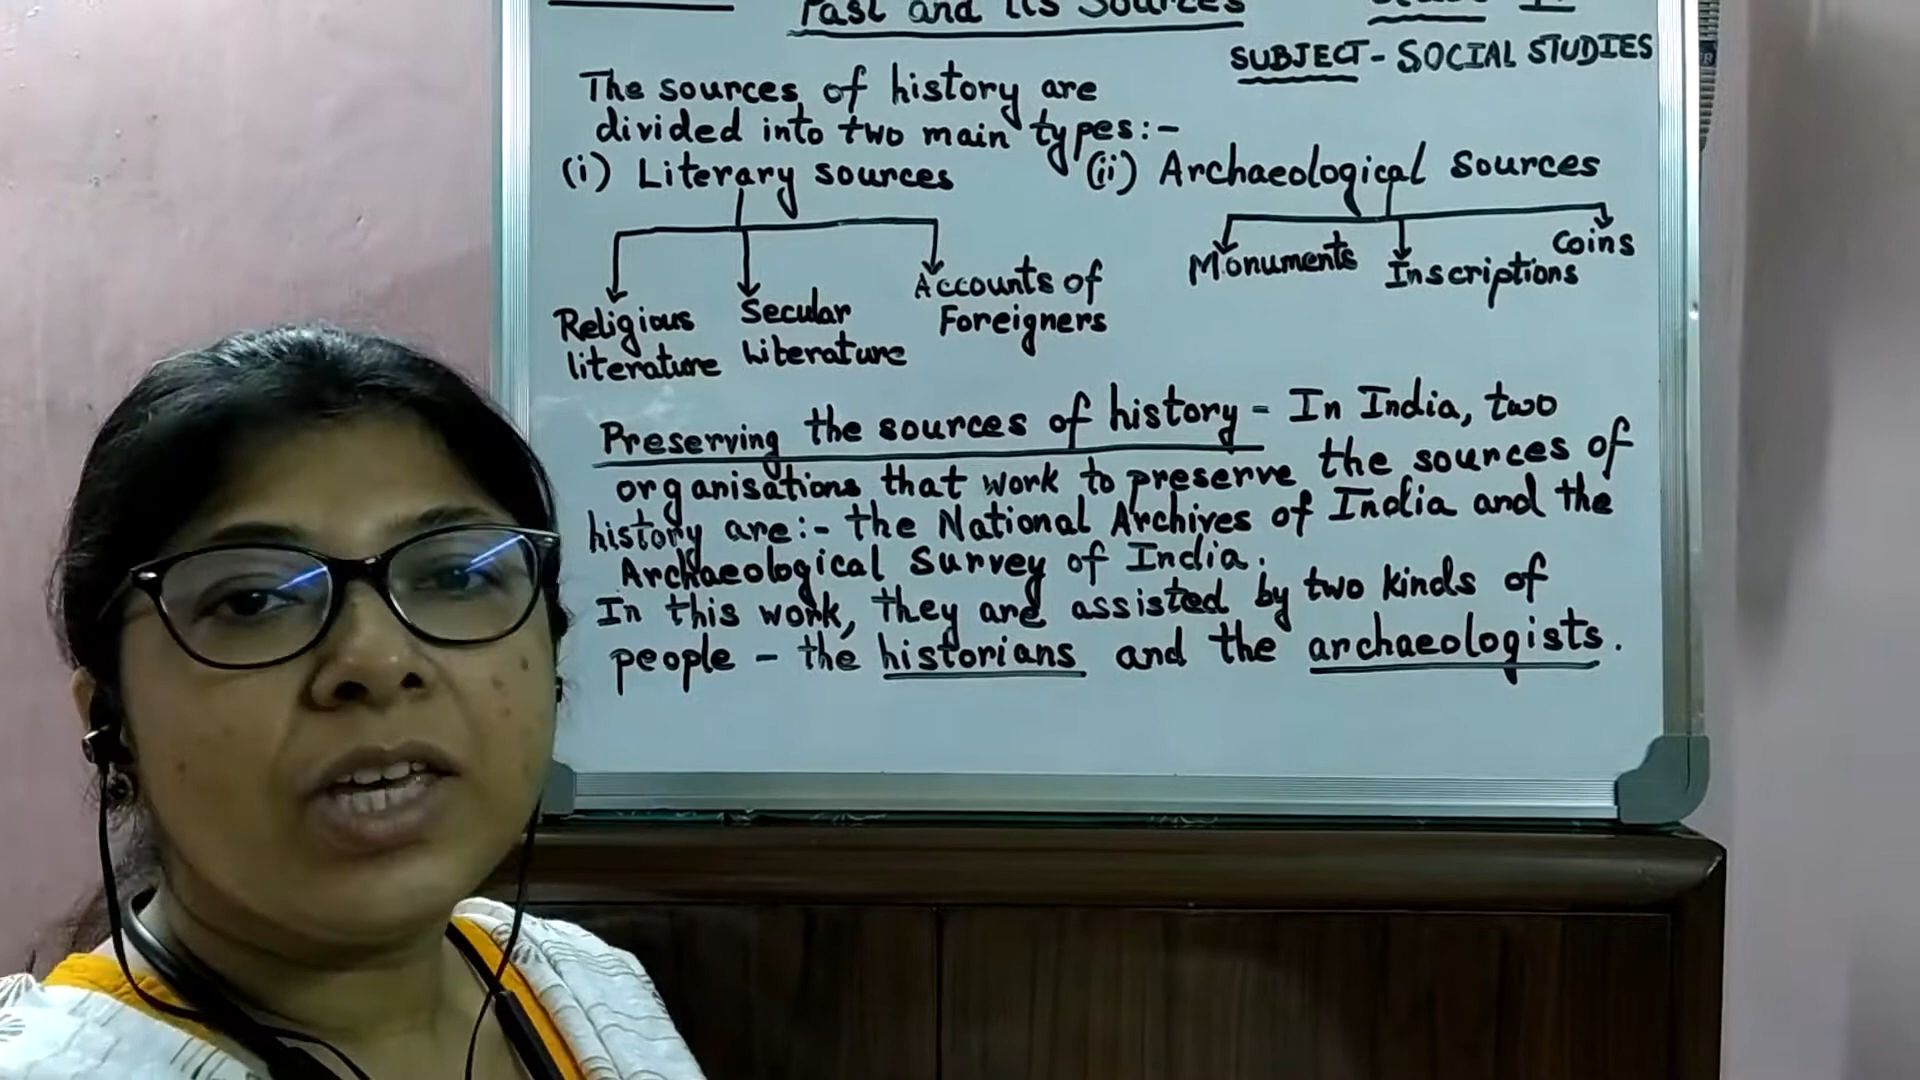 Past and Its Sources
SUBJECT - SOCIAL STUDIES
The sources of history are
divided into two main types:-
(i) Literary sources
(ii) Archaeological sources
Religious
literature
Secular
Literature
Accounts of
Foreigners
Monuments
Inscriptions
Coins
Preserving the sources of history - In India, two
organisations that work to preserve the sources of
history are:- the National Archives of India and the
Archaeological Survey of India.
In this work, they are assisted by two kinds of
people - the historians and the archaeologists.